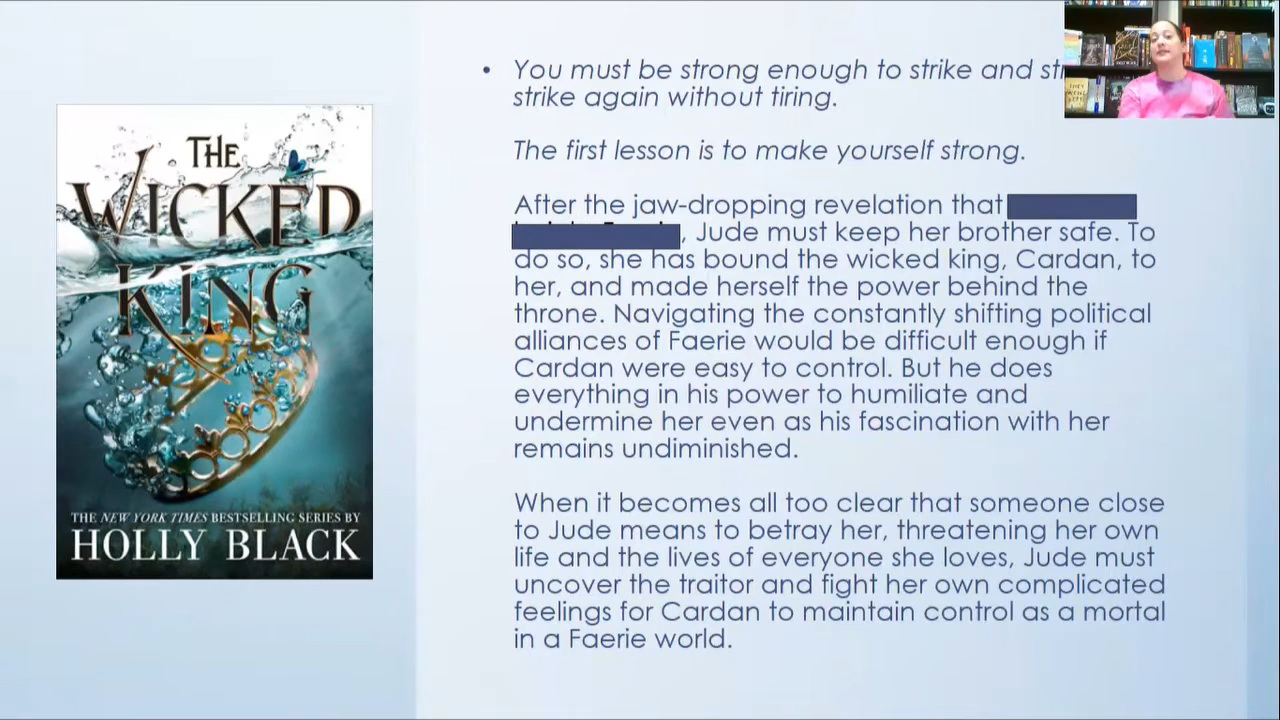 THE
WICKED
KING
THE NEW YORK TIMES BESTSELLING SERIES BY
HOLLY BLACK
• You must be strong enough to strike and
strike again without tiring.
The first lesson is to make yourself strong.
After the jaw-dropping revelation that
, Jude must keep her brother safe. To
do so, she has bound the wicked king, Cardan, to
her, and made herself the power behind the
throne. Navigating the constantly shifting political
alliances of Faerie would be difficult enough if
Cardan were easy to control. But he does
everything in his power to humiliate and
undermine her even as his fascination with her
remains undiminished.
When it becomes all too clear that someone close
to Jude means to betray her, threatening her own
life and the lives of everyone she loves, Jude must
uncover the traitor and fight her own complicated
feelings for Cardan to maintain control as a mortal
in a Faerie world.